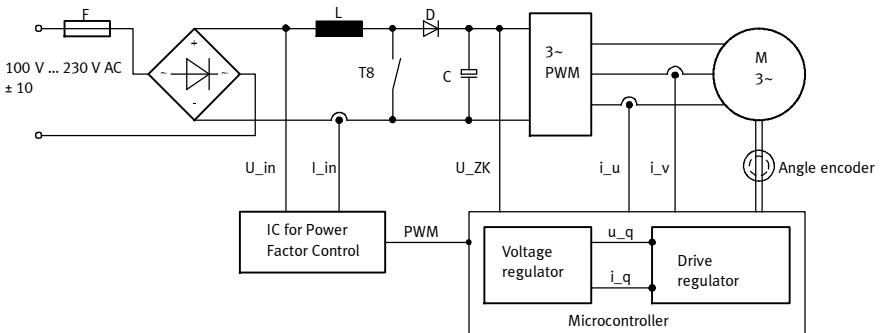 F
L
D
+
~
~
-
100 V ... 230 V AC
± 10
T8
C
3~
PWM
M
3~
U_in
I_in
U_ZK
i_u
i_v
Angle encoder
IC for Power
Factor Control
PWM
Voltage
regulator
u_q
i_q
Drive
regulator
Microcontroller